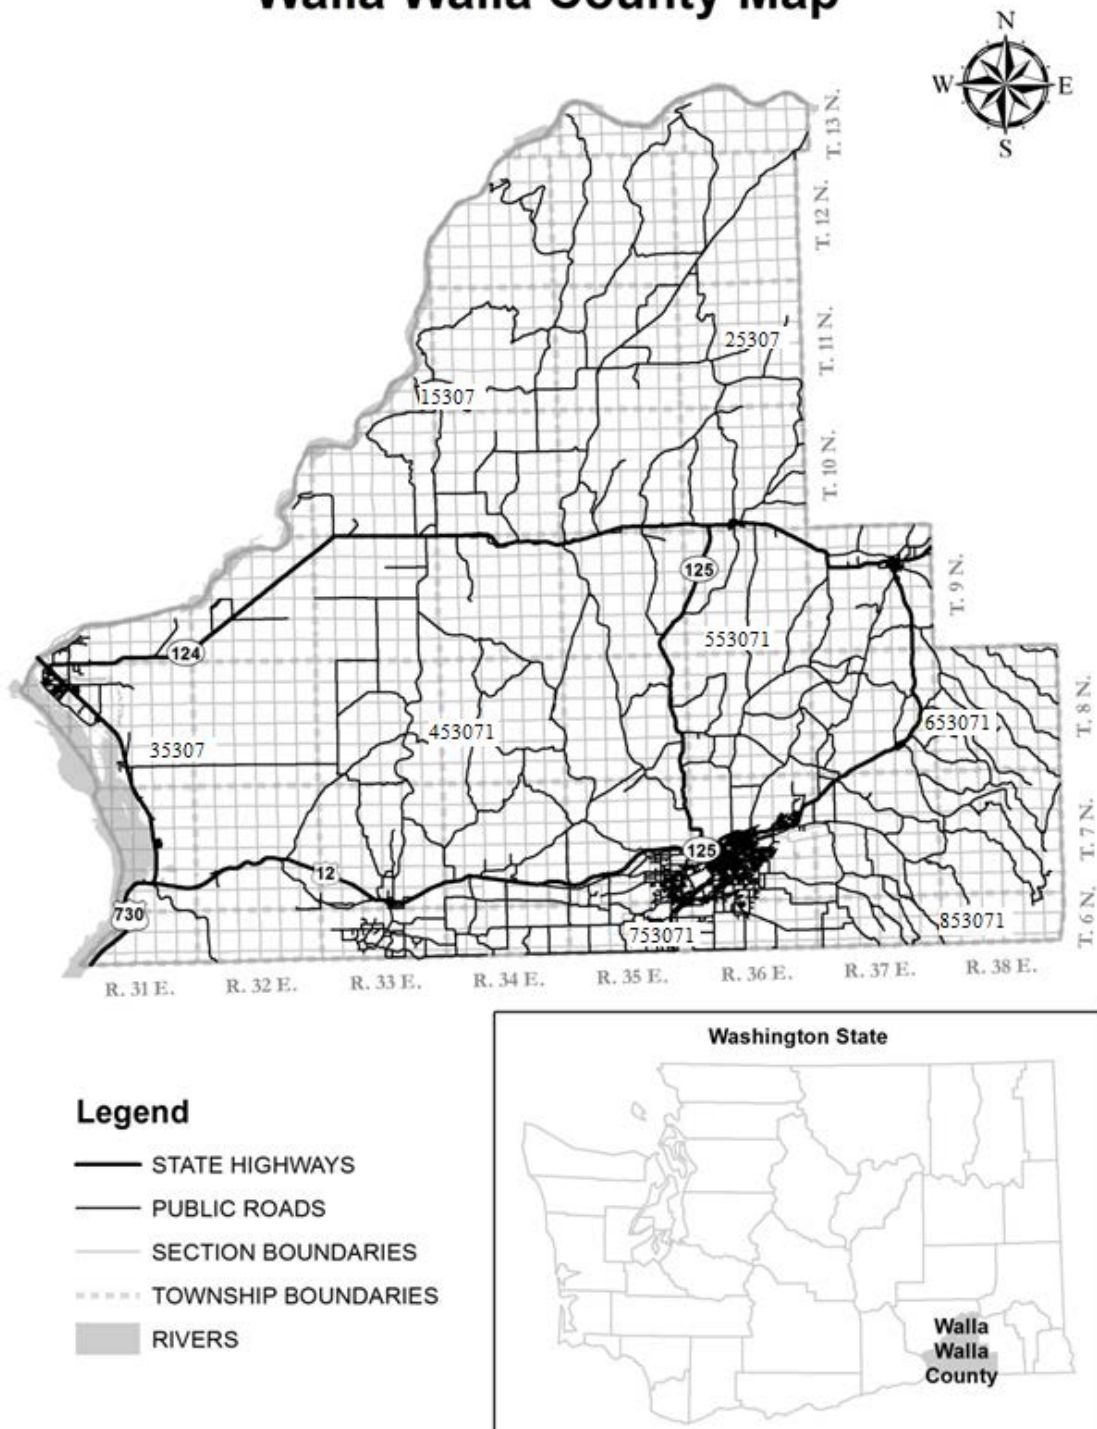 Walla Walla County Map
N
W E
S
T. 13 N.
T. 12 N.
T. 11 N.
25307
15307
T. 10 N.
125
T. 9 N.
553071
124
T. 8 N.
653071
453071
35307
T. 7 N.
125
12
730
853071
753071
T. 6 N.
R. 31 E. R. 32 E. R. 33 E. R. 34 E. R. 35 E. R. 36 E. R. 37 E. R. 38 E.
Washington State
Walla
Walla
County
Legend
STATE HIGHWAYS
PUBLIC ROADS
SECTION BOUNDARIES
TOWNSHIP BOUNDARIES
RIVERS